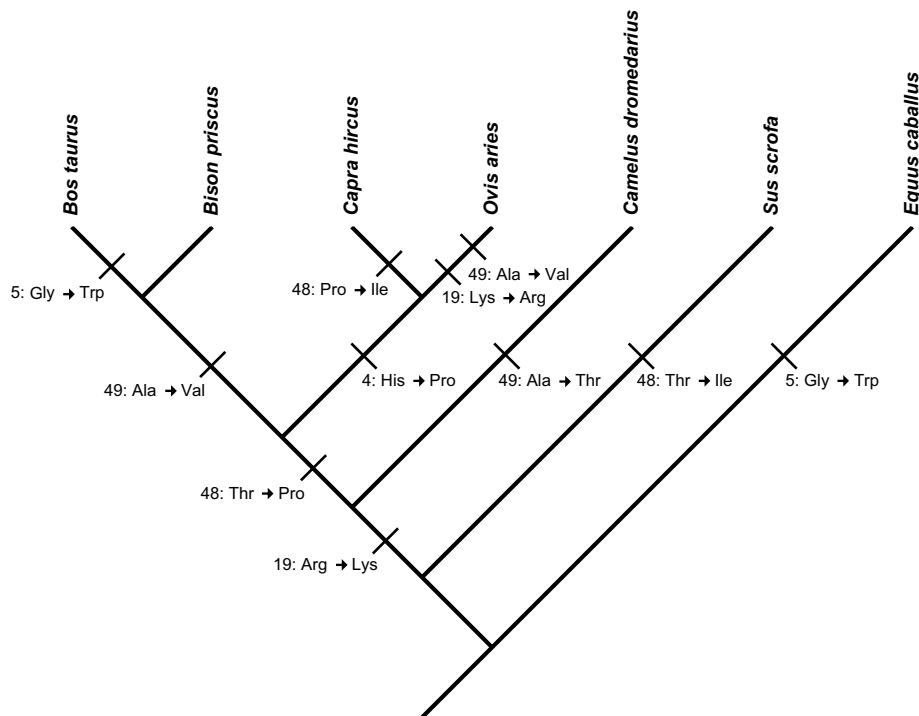 Bos taurus
Bison priscus
Capra hircus
Ovis aries
Camelus dromedarius
Sus scrofa
Equus caballus
49: Ala → Val
48: Pro → Ile
5: Gly → Trp
19: Lys → Arg
49: Ala → Val
4: His → Pro
49: Ala → Thr
48: Thr → Ile
5: Gly → Trp
48: Thr → Pro
19: Arg → Lys